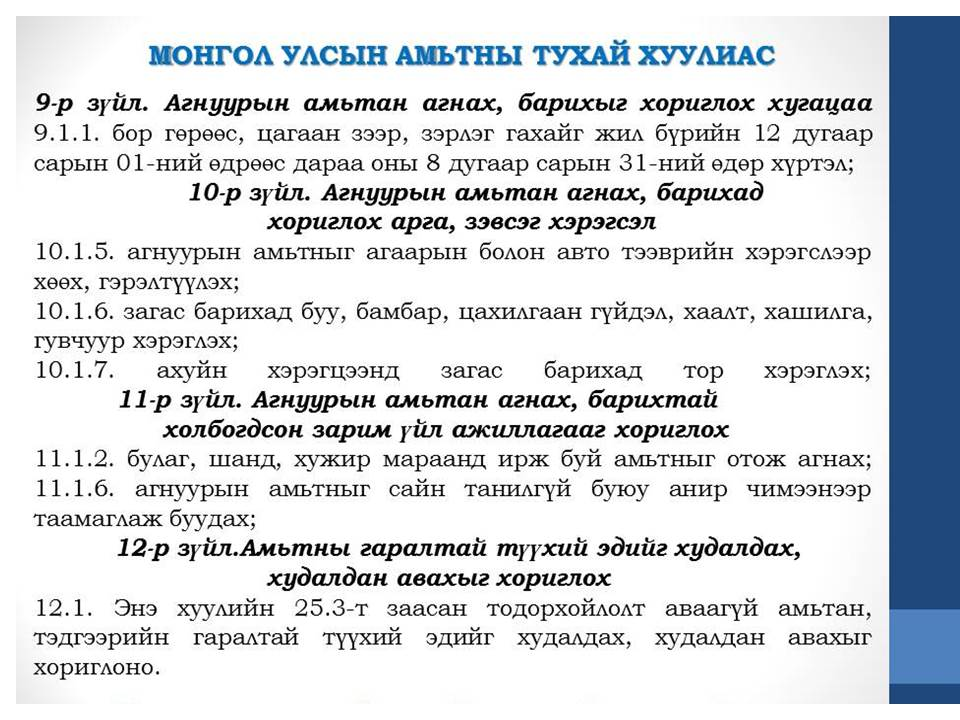 МОНГОЛ УЛСЫН АМЬТНЫ ТУХАЙ ХУУЛИАС
9-р зүйл. Агнуурын амьтан агнах, барихыг хориглох хугацаа
9.1.1. бор гөрөөс, цагаан зээр, зэрлэг гахайг жил бүрийн 12 дугаар
сарын 01-ний өдрөөс дараа оны 8 дугаар сарын 31-ний өдөр хүртэл;
10-р зүйл. Агнуурын амьтан агнах, барихад
хориглох арга, зэвсэг хэрэгсэл
10.1.5. агнуурын амьтныг агаарын болон авто тээврийн хэрэгслээр
хөөх, гэрэлтүүлэх;
10.1.6. загас барихад буу, бамбар, цахилгаан гүйдэл, хаалт, хашилга,
гувчуур хэрэглэх;
10.1.7. ахуйн хэрэгцээнд загас барихад тор хэрэглэх;
11-р зүйл. Агнуурын амьтан агнах, барихтай
холбогдсон зарим үйл ажиллагааг хориглох
11.1.2. булаг, шанд, хужир мараанд ирж буй амьтныг отож агнах;
11.1.6. агнуурын амьтныг сайн танилгүй буюу анир чимээнээр
таамаглаж буудах;
12-р зүйл.Амьтны гаралтай түүхий эдийг худалдах,
худалдан авахыг хориглох
12.1. Энэ хуулийн 25.3-т заасан тодорхойлолт аваагүй амьтан,
тэдгээрийн гаралтай түүхий эдийг худалдах, худалдан авахыг
хориглоно.